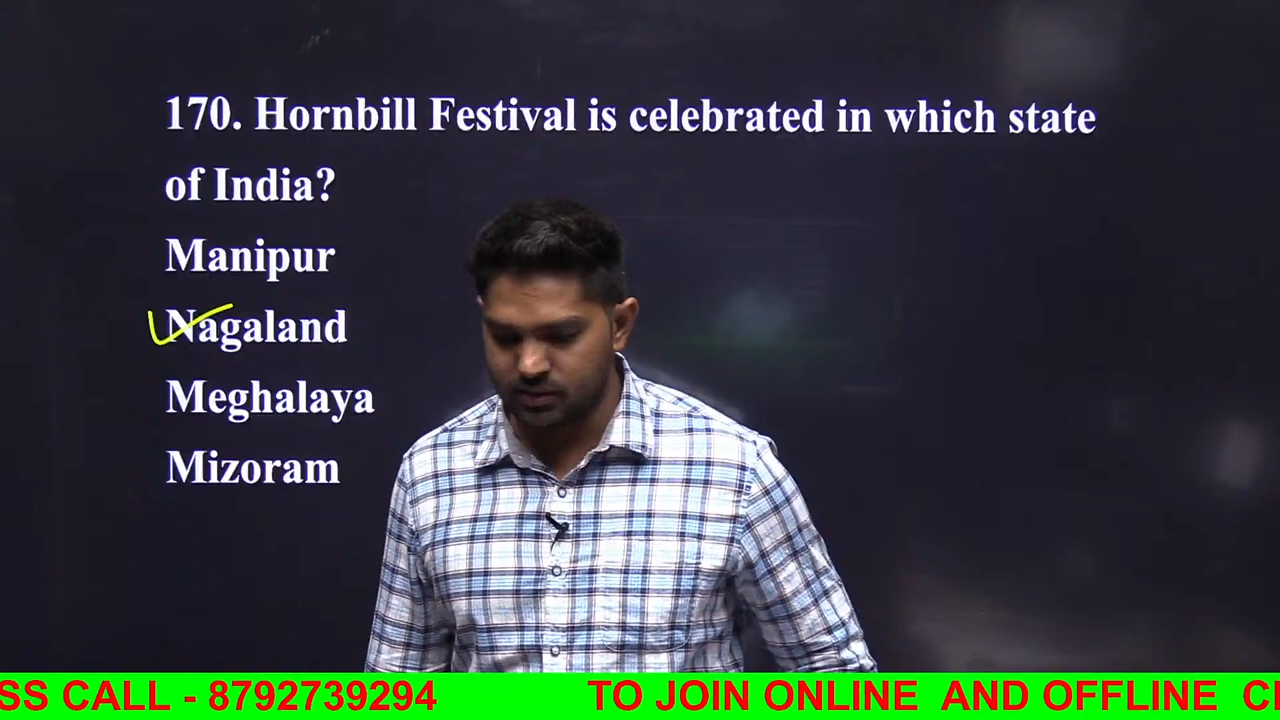 170. Hornbill Festival is celebrated in which state
of India?
Manipur
Nagaland
Meghalaya
Mizoram
SS CALL - 8792739294 TO JOIN ONLINE AND OFFLINE